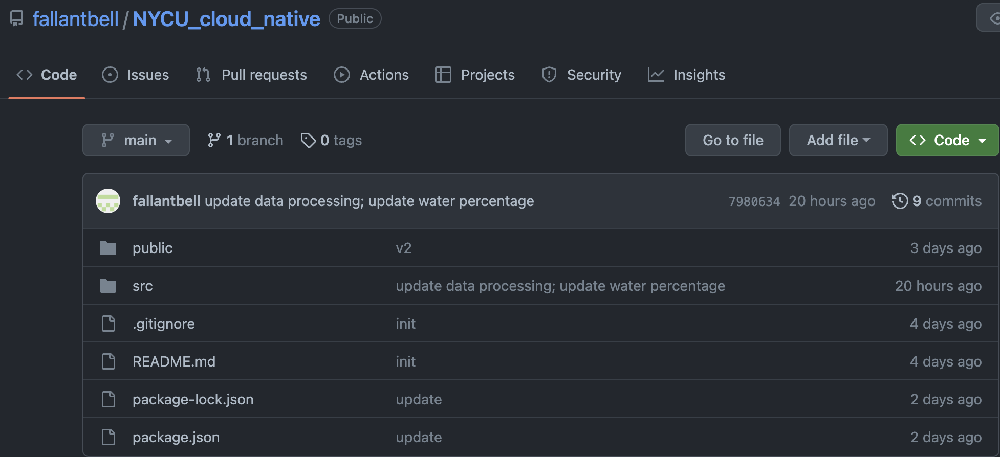 fallantbell / NYCU_cloud_native Public
Code Issues Pull requests Actions Projects Security Insights
main 1 branch 0 tags Go to file Add file Code
fallantbell update data processing; update water percentage 7980634 20 hours ago 9 commits
public v2 3 days ago
src update data processing; update water percentage 20 hours ago
.gitignore init 4 days ago
README.md init 4 days ago
package-lock.json update 2 days ago
package.json update 2 days ago